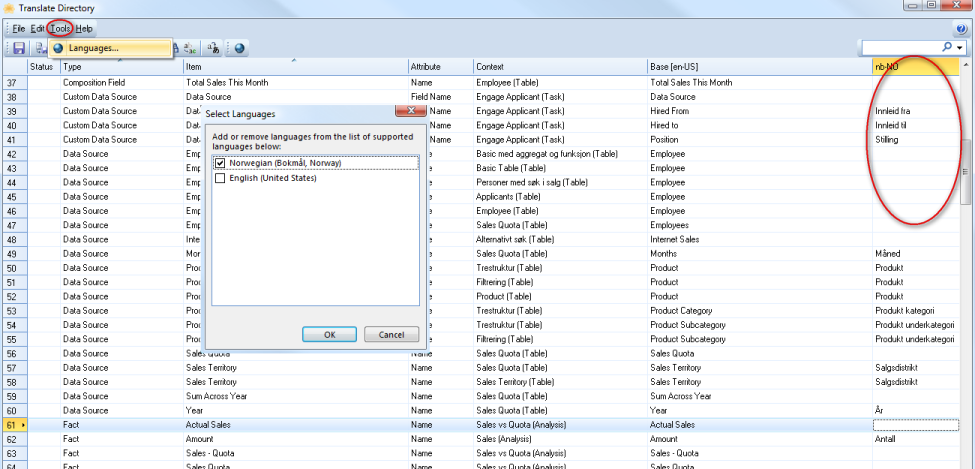 Translate Directory
File Edit Tools Help
Languages...
Status Type Item Attribute Context Base [en-US] nb-NO
37 Composition Field Total Sales This Month Name Employee (Table) Total Sales This Month
38 Custom Data Source Data Source Field Name Engage Applicant (Task) Data Source
39 Custom Data Source Dat Name Engage Applicant (Task) Hired From Innleid fra
40 Custom Data Source Dat Name Engage Applicant (Task) Hired to Innleid til
41 Custom Data Source Dat Name Engage Applicant (Task) Position Stilling
42 Data Source Emp e Basic med aggregat og funksjon (Table) Employee
43 Data Source Emp e Basic Table (Table) Employee
44 Data Source Emp e Personer med søk i salg (Table) Employee
45 Data Source Emp e Applicants (Table) Employee
46 Data Source Emp e Employee (Table) Employee
47 Data Source Emp e Sales Quota (Table) Employees
48 Data Source Inte e Alternativt søk (Table) Internet Sales
49 Data Source Mor e Sales Quota (Table) Months Måned
50 Data Source Pro e Trestruktur (Table) Product Produkt
51 Data Source Pro e Filtrering (Table) Product Produkt
52 Data Source Pro e Product (Table) Product Produkt
53 Data Source Pro e Trestruktur (Table) Product Category Produkt kategori
54 Data Source Pro e Trestruktur (Table) Product Subcategory Produkt underkategori
55 Data Source Pro e Filtrering (Table) Product Subcategory Produkt underkategori
56 Data Source Sales Quota Name Sales Quota (Table) Sales Quota
57 Data Source Sales Territory Name Sales Quota (Table) Sales Territory Salgsdistrikt
58 Data Source Sales Territory Name Sales Territory (Table) Sales Territory Salgsdistrikt
59 Data Source Sum Across Year Name Sales Quota (Table) Sum Across Year
60 Data Source Year Name Sales Quota (Table) Year År
61 Fact Actual Sales Name Sales vs Quota (Analysis) Actual Sales
62 Fact Amount Name Sales (Analysis) Amount Antall
63 Fact Sales - Quota Name Sales vs Quota (Analysis) Sales - Quota
64 Fact Sales Quota Name Sales vs Quota (Analysis) Sales Quota
Select Languages
Add or remove languages from the list of supported
languages below:
Norwegian (Bokmål, Norway)
English (United States)
OK Cancel